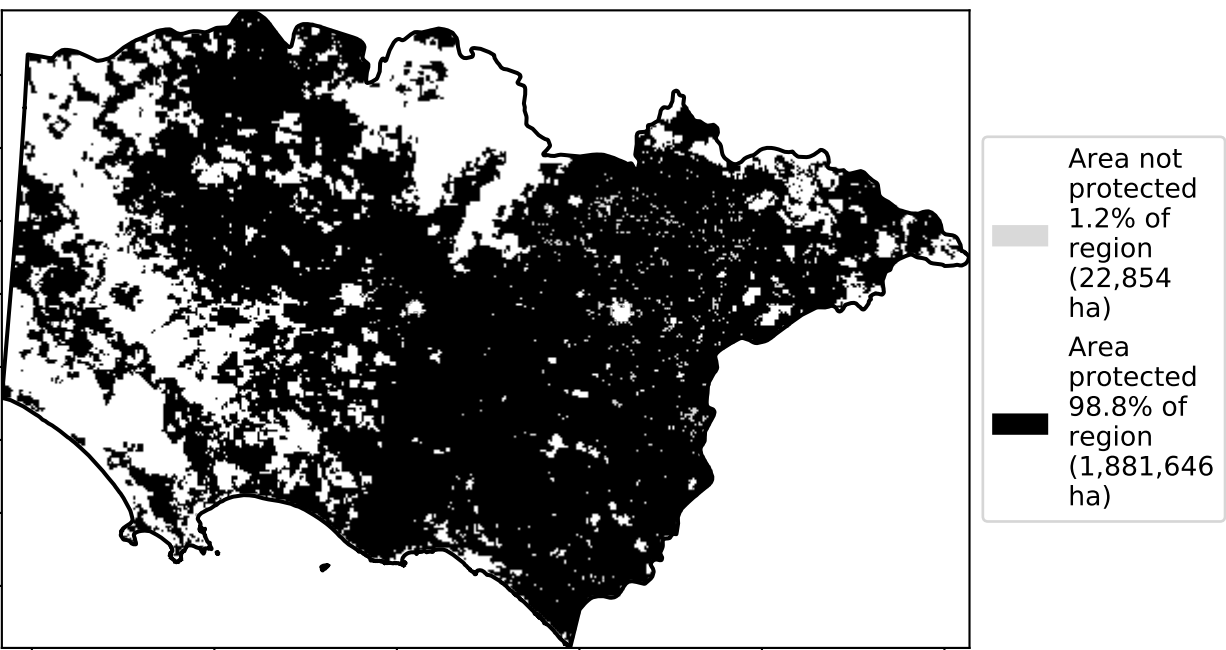 Area not
protected
1.2% of
region
(22,854
ha)
Area
protected
98.8% of
region
(1,881,646
ha)